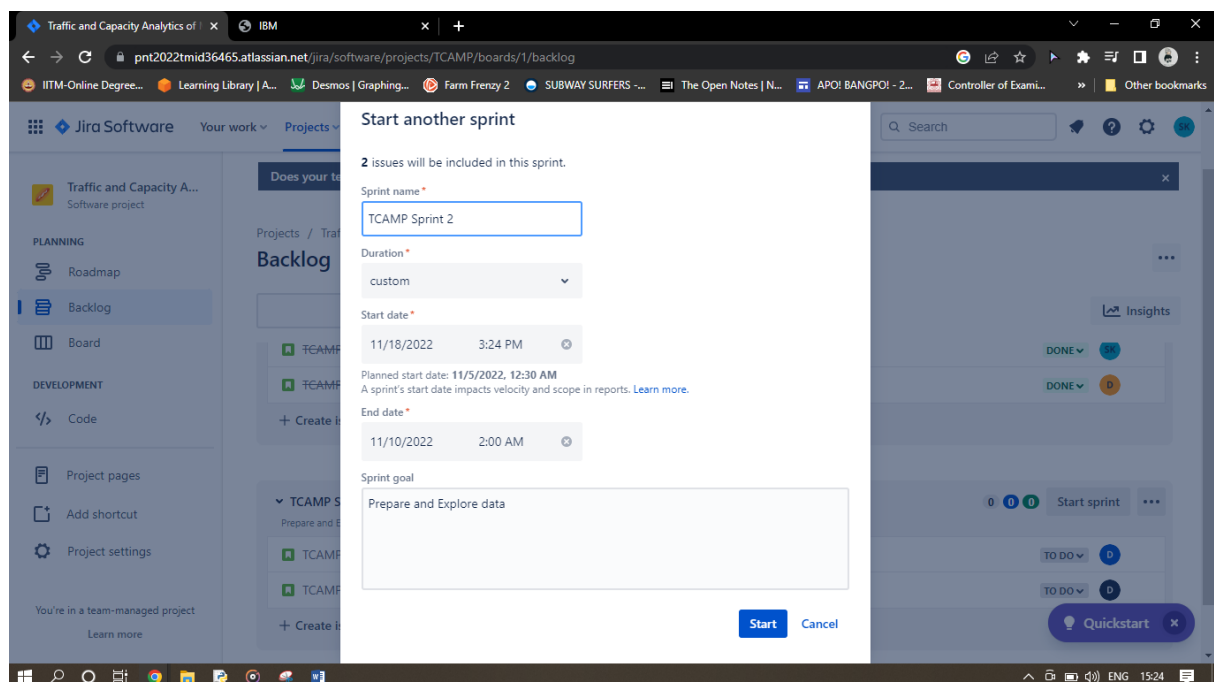 Traffic and Capacity Analytics of
IBM
pnt2022tmid36465.atlassian.net/jira/software/projects/TCAMP/boards/1/backlog
IITM-Online Degree... Learning Library | A... Desmos | Graphing... Farm Frenzy 2 SUBWAY SURFERS -... The Open Notes | N... APO! BANGPO! - 2... Controller of Exami... » Other bookmarks
Jira Software Your work Projects Search SK
Start another sprint
2 issues will be included in this sprint.
Does your te
Traffic and Capacity A...
Software project
Sprint name *
TCAMP Sprint 2
Projects / Traf
PLANNING
Backlog
Duration *
Roadmap
custom
Backlog
Insights
Start date *
Board
11/18/2022 3:24 PM
TCAMP DONE SK
Planned start date: 11/5/2022, 12:30 AM
DEVELOPMENT
TCAMP DONE D
A sprint's start date impacts velocity and scope in reports. Learn more.
End date *
Code
+ Create is
11/10/2022 2:00 AM
Project pages
Sprint goal
TCAMP S 0 0 0 Start sprint
Prepare and Explore data
Add shortcut
Prepare and E
Project settings
TCAMP TO DO D
TCAMP TO DO D
You're in a team-managed project
Learn more
+ Create is
Start Cancel
Quickstart
ENG 15:24